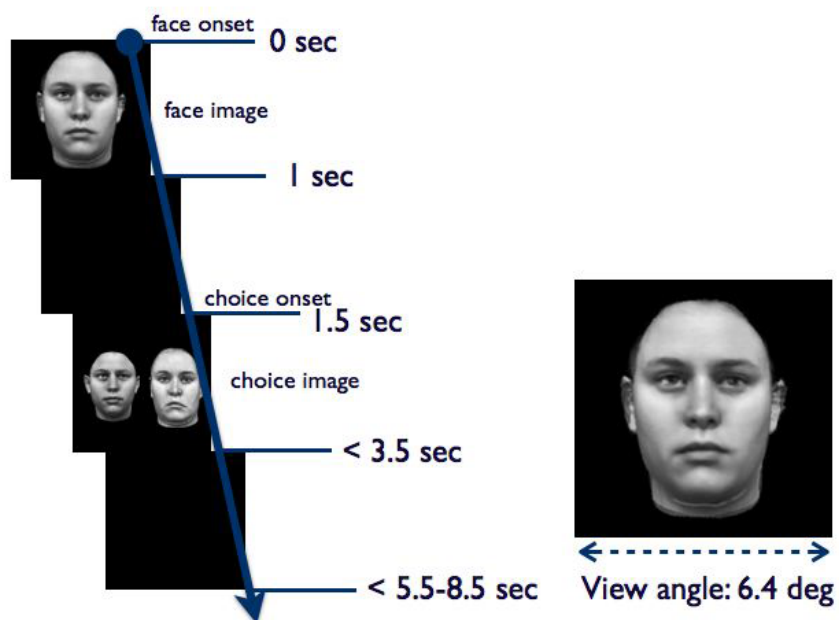 face onset
0 sec
face image
1 sec
choice onset
1.5 sec
choice image
< 3.5 sec
< 5.5-8.5 sec
View angle: 6.4 deg